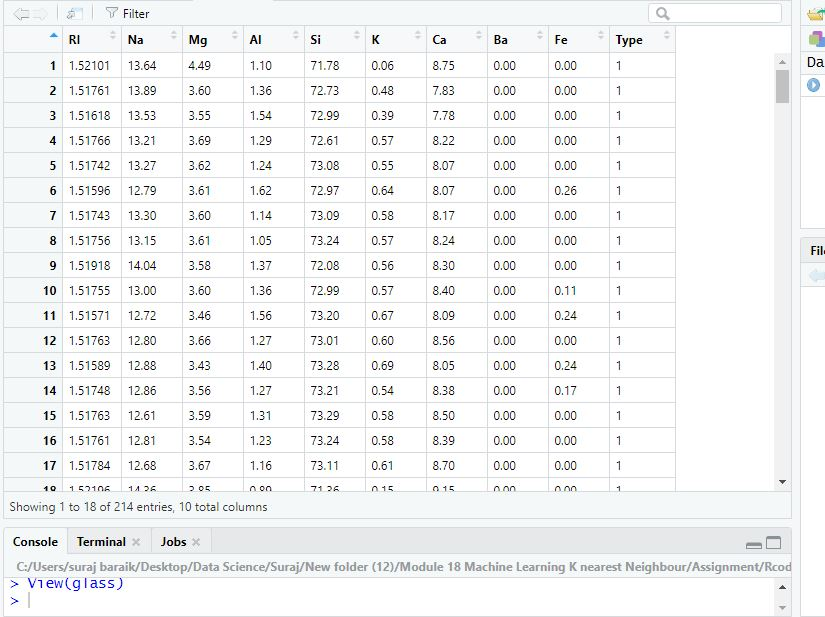 Filter
RI Na Mg Al Si K Ca Ba Fe Type
1 1.52101 13.64 4.49 1.10 71.78 0.06 8.75 0.00 0.00 1
2 1.51761 13.89 3.60 1.36 72.73 0.48 7.83 0.00 0.00 1
3 1.51618 13.53 3.55 1.54 72.99 0.39 7.78 0.00 0.00 1
4 1.51766 13.21 3.69 1.29 72.61 0.57 8.22 0.00 0.00 1
5 1.51742 13.27 3.62 1.24 73.08 0.55 8.07 0.00 0.00 1
6 1.51596 12.79 3.61 1.62 72.97 0.64 8.07 0.00 0.26 1
7 1.51743 13.30 3.60 1.14 73.09 0.58 8.17 0.00 0.00 1
8 1.51756 13.15 3.61 1.05 73.24 0.57 8.24 0.00 0.00 1
9 1.51918 14.04 3.58 1.37 72.08 0.56 8.30 0.00 0.00 1
10 1.51755 13.00 3.60 1.36 72.99 0.57 8.40 0.00 0.11 1
11 1.51571 12.72 3.46 1.56 73.20 0.67 8.09 0.00 0.24 1
12 1.51763 12.80 3.66 1.27 73.01 0.60 8.56 0.00 0.00 1
13 1.51589 12.88 3.43 1.40 73.28 0.69 8.05 0.00 0.24 1
14 1.51748 12.86 3.56 1.27 73.21 0.54 8.38 0.00 0.17 1
15 1.51763 12.61 3.59 1.31 73.29 0.58 8.50 0.00 0.00 1
16 1.51761 12.81 3.54 1.23 73.24 0.58 8.39 0.00 0.00 1
17 1.51784 12.68 3.67 1.16 73.11 0.61 8.70 0.00 0.00 1
18 1.52196 14.36 3.85 0.89 71.36 0.15 9.15 0.00 0.00 1
Showing 1 to 18 of 214 entries, 10 total columns
Console Terminal Jobs
C:/Users/suraj baraik/Desktop/Data Science/Suraj/New folder (12)/Module 18 Machine Learning K nearest Neighbour/Assignment/Rcod
> View(glass)
>
Da
File